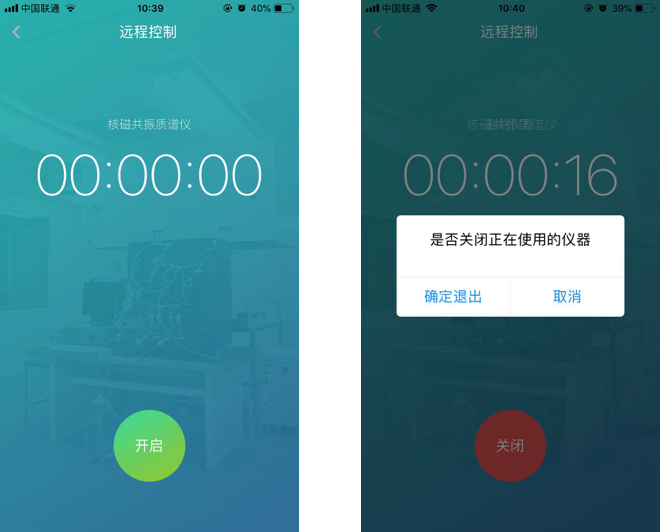 中国联通 10:39 40%
远程控制
核磁共振质谱仪
00:00:00
开启
中国联通 10:40 39%
远程控制
00:00:16
是否关闭正在使用的仪器
确定退出 取消
关闭